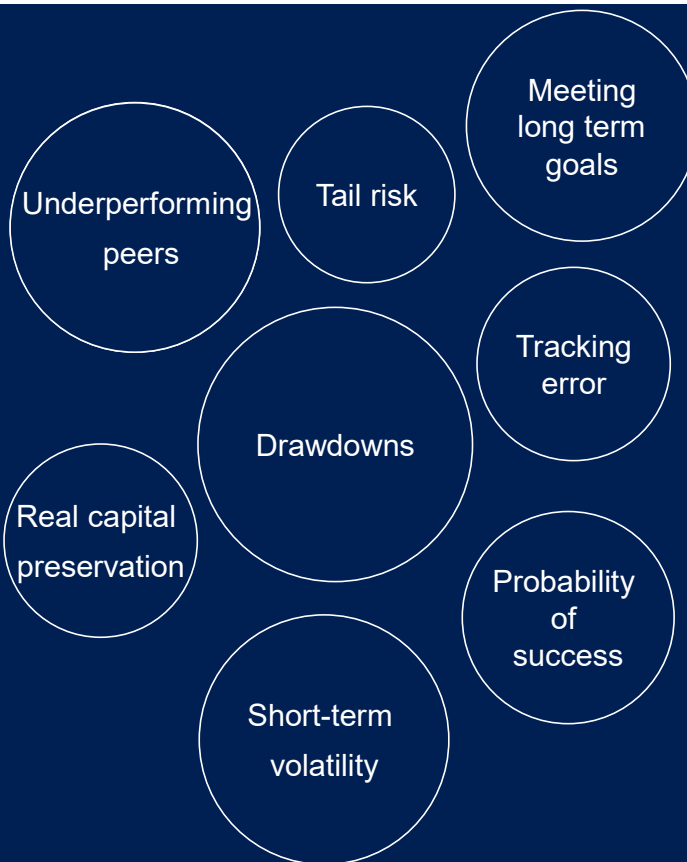 Meeting
long term
goals
Underperforming
peers
Tail risk
Tracking
error
Drawdowns
Real capital
preservation
Probability
of
success
Short-term
volatility